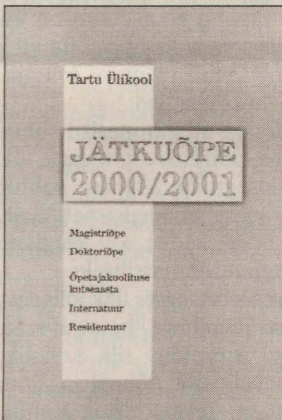 Tartu Ülikool
JÄTKUÕPE
2000/2001
Magistriõpe
Doktoriõpe
Õpetajakoolituse
kutseaasta
Internatuur
Residentuur